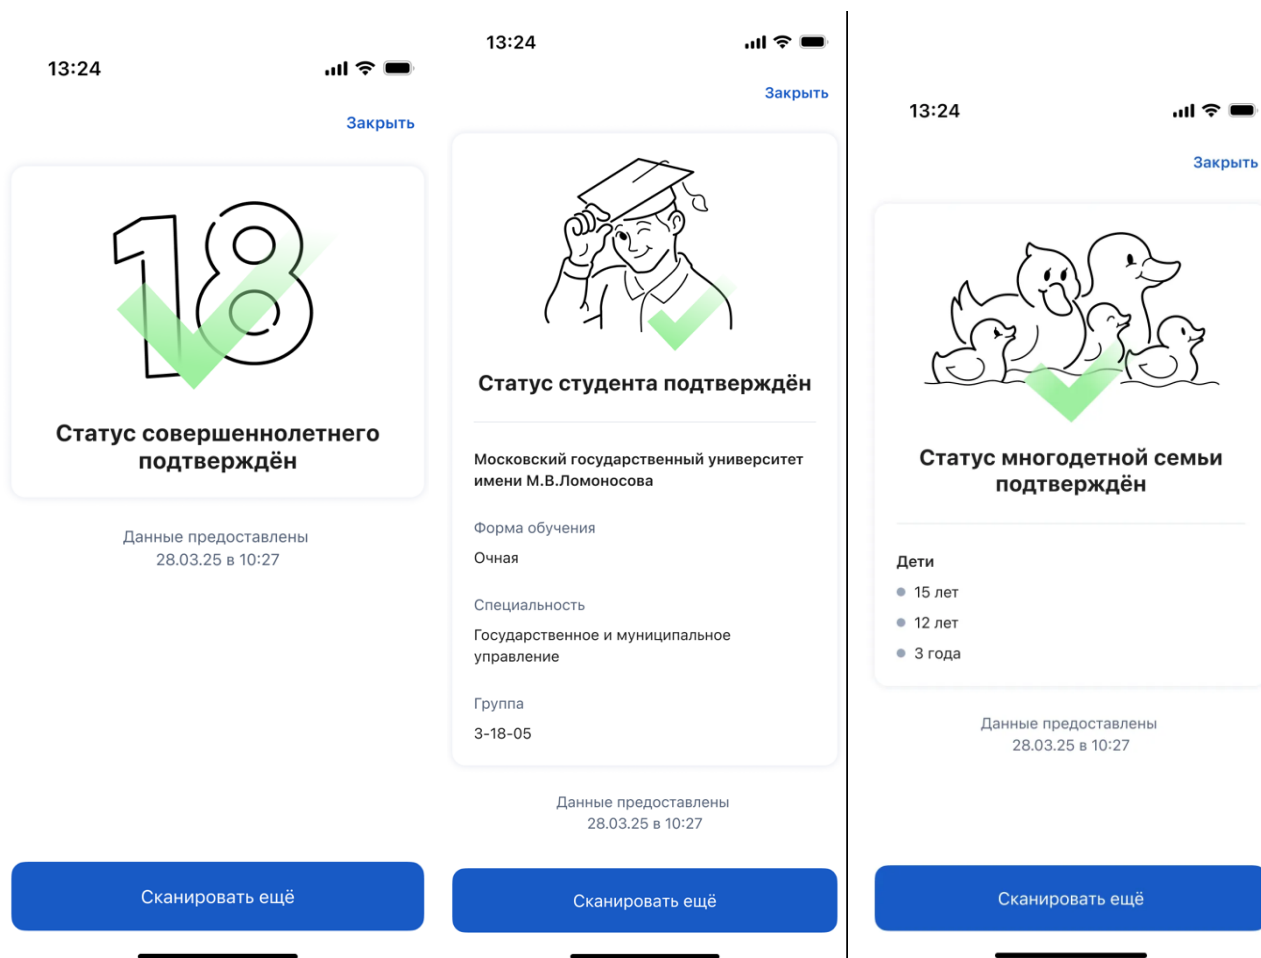 13:24
Закрыть
18
Статус совершеннолетнего
подтверждён
Данные предоставлены
28.03.25 в 10:27
Сканировать ещё
13:24
Закрыть
Статус студента подтверждён
Московский государственный университет
имени М.В.Ломоносова
Форма обучения
Очная
Специальность
Государственное и муниципальное
управление
Группа
3-18-05
Данные предоставлены
28.03.25 в 10:27
Сканировать ещё
13:24
Закрыть
Статус многодетной семьи
подтверждён
Дети
15 лет
12 лет
3 года
Данные предоставлены
28.03.25 в 10:27
Сканировать ещё